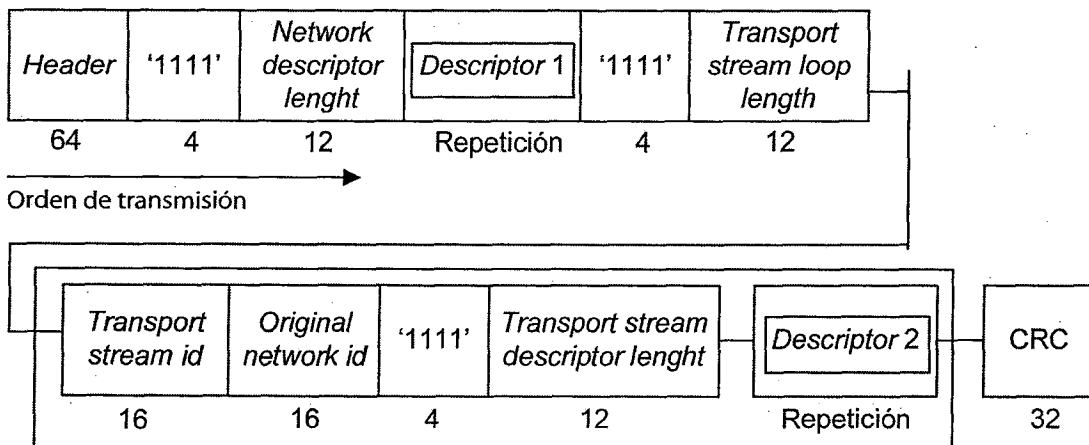 Header
'1111'
Network
descriptor
lenght
Descriptor 1
'1111'
Transport
stream loop
length
64
4
12
Repetición
4
12
Orden de transmisión
Transport
stream id
Original
network id
'1111'
Transport stream
descriptor lenght
Descriptor 2
CRC
16
16
4
12
Repetición
32